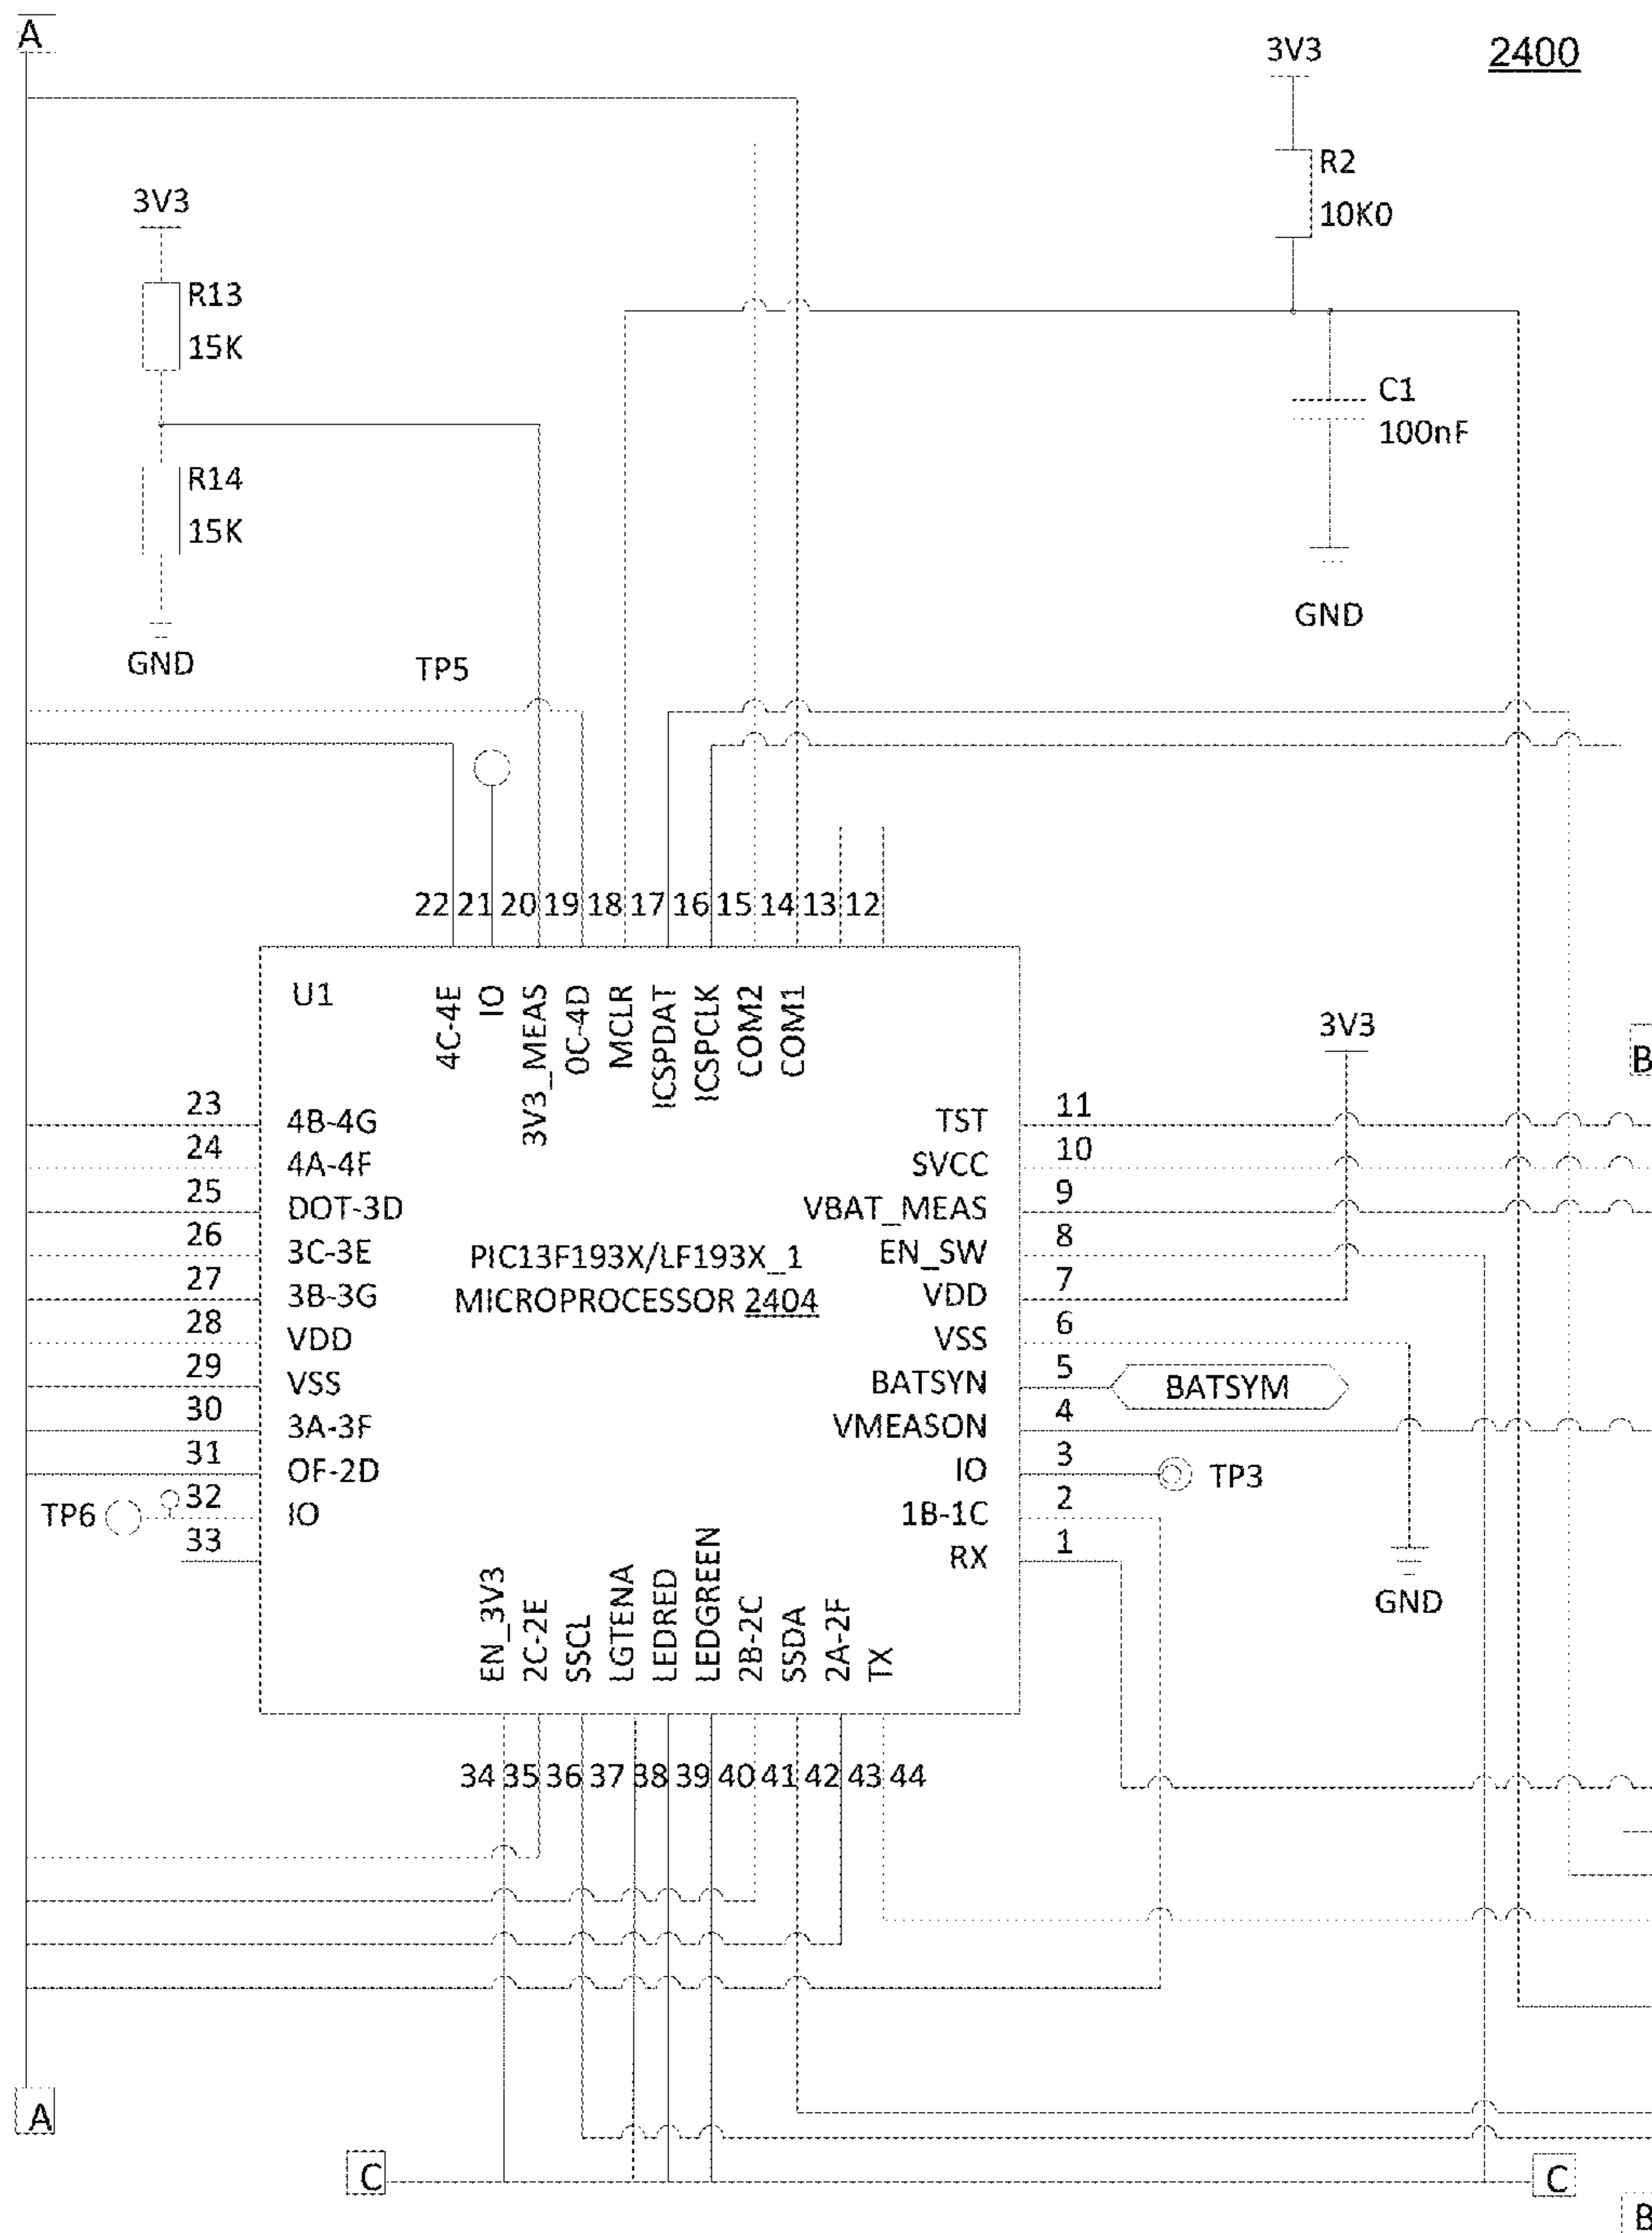 A
3V3
2400
R2
10K0
3V3
R13
15K
C1
100nF
R14
15K
GND
GND
TP5
22 21 20 19 18 17 16 15 14 13 12
U1
4C-4E
IO
3V3_MEAS
0C-4D
MCLR
ICSPDAT
ICSPCLK
COM2
COM1
3V3
B
23
4B-4G
24
4A-4F
25
DOT-3D
26
3C-3E
27
3B-3G
28
VDD
29
VSS
30
3A-3F
31
OF-2D
TP6
32
IO
33
PIC13F193X/LF193X_1
MICROPROCESSOR 2404
TST
11
SVCC
10
VBAT_MEAS
9
EN_SW
8
VDD
7
VSS
6
BATSYN
5
BATSYM
VMEASON
4
IO
3
TP3
1B-1C
2
RX
1
GND
EN_3V3
2C-2E
SSCL
LGTENA
LEDRED
LEDGREEN
2B-2C
SSDA
2A-2F
TX
34 35 36 37 38 39 40 41 42 43 44
A
C
C
B